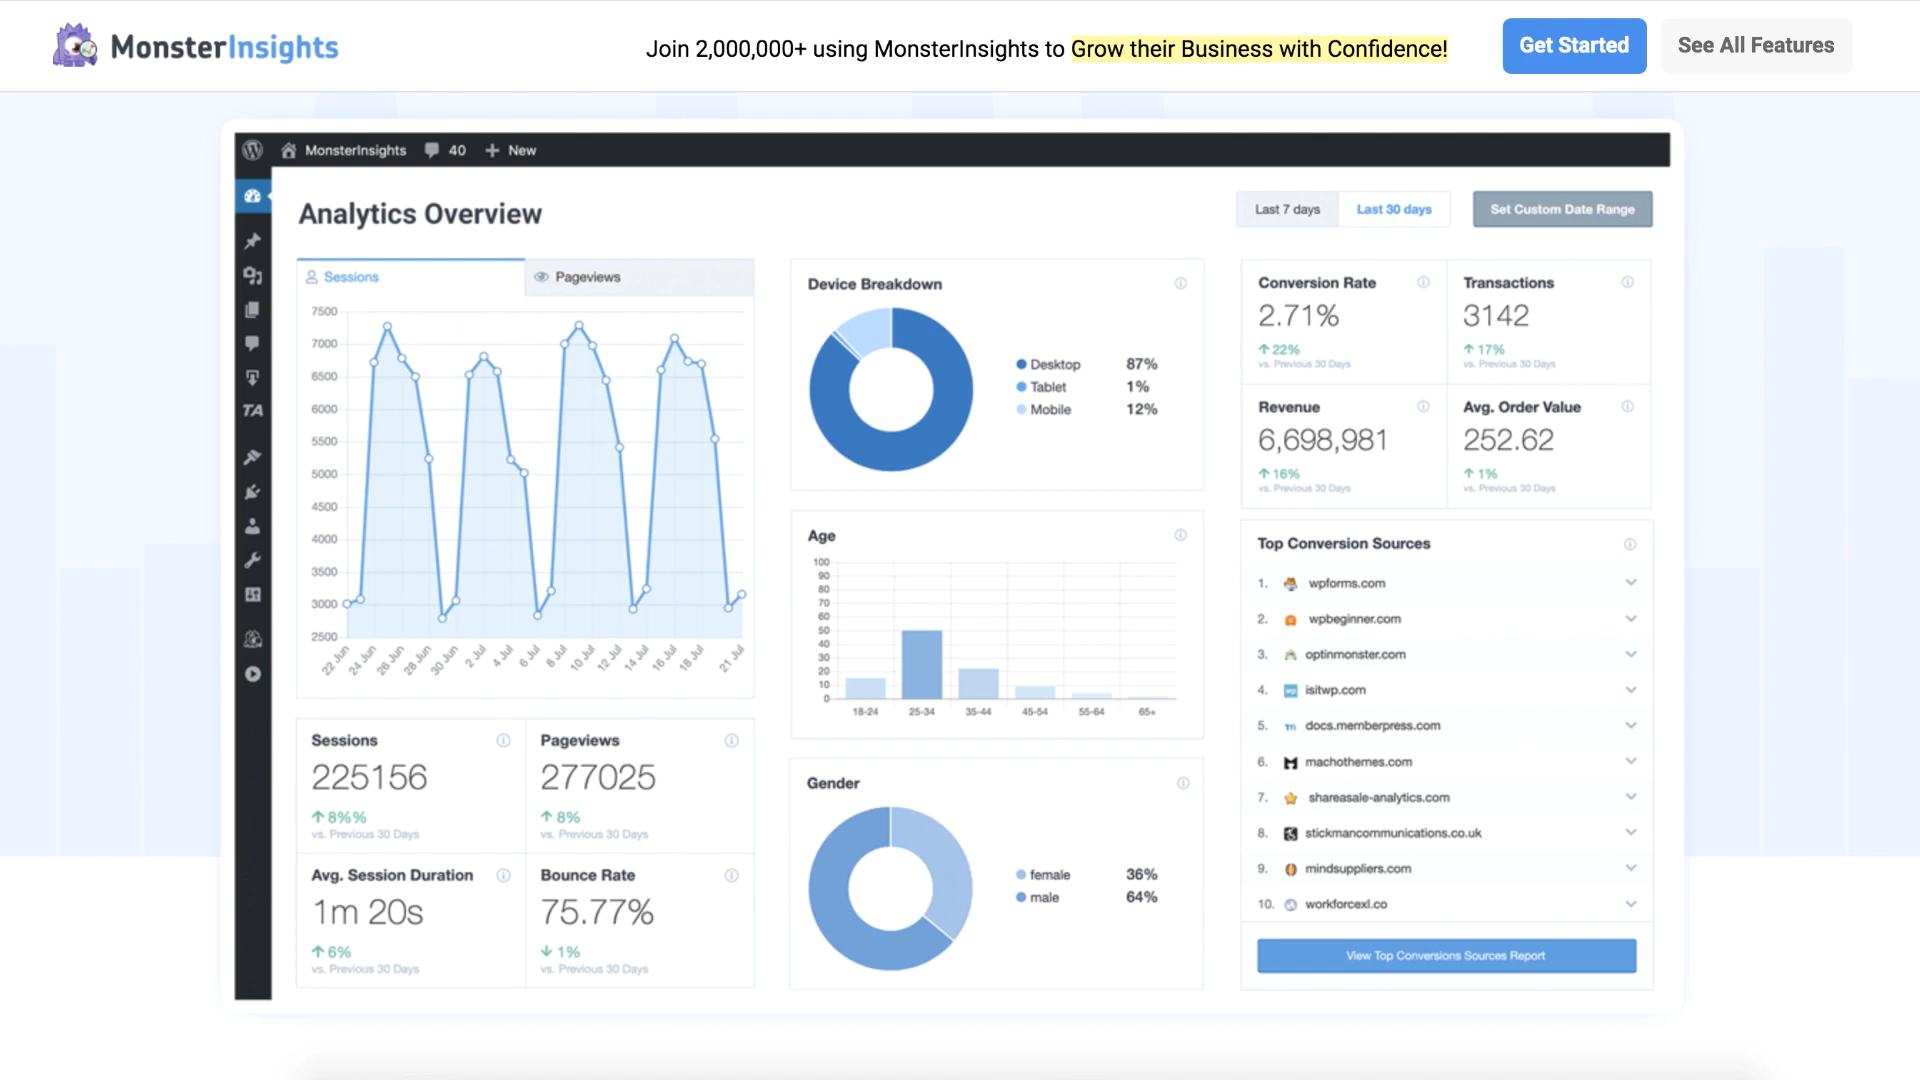 MonsterInsights
Join 2,000,000+ using MonsterInsights to Grow their Business with Confidence!
Get Started
See All Features
MonsterInsights 40 New
Analytics Overview
Last 7 days
Last 30 days
Set Custom Date Range
Sessions
Pageviews
7500
7000
6500
6000
5500
5000
4500
4000
3500
3000
2500
22 Jun 24 Jun 26 Jun 28 Jun 30 Jun 2 Jul 4 Jul 6 Jul 8 Jul 10 Jul 12 Jul 14 Jul 16 Jul 18 Jul 21 Jul
TA
Sessions
225156
8%%
vs. Previous 30 Days
Pageviews
277025
8%
vs. Previous 30 Days
Avg. Session Duration
1m 20s
6%
vs. Previous 30 Days
Bounce Rate
75.77%
1%
vs. Previous 30 Days
Device Breakdown
Desktop 87%
Tablet 1%
Mobile 12%
Age
100
90
80
70
60
50
40
30
20
10
0
18-24 25-34 35-44 45-54 55-64 65+
Gender
female 36%
male 64%
Conversion Rate
2.71%
22%
vs. Previous 30 Days
Transactions
3142
17%
vs. Previous 30 Days
Revenue
6,698,981
16%
vs. Previous 30 Days
Avg. Order Value
252.62
1%
vs. Previous 30 Days
Top Conversion Sources
1. wpforms.com
2. wpbeginner.com
3. optinmonster.com
4. isitwp.com
5. docs.memberpress.com
6. machothemes.com
7. shareasale-analytics.com
8. stickmancommunications.co.uk
9. mindsuppliers.com
10. workforcexl.co
View Top Conversions Sources Report